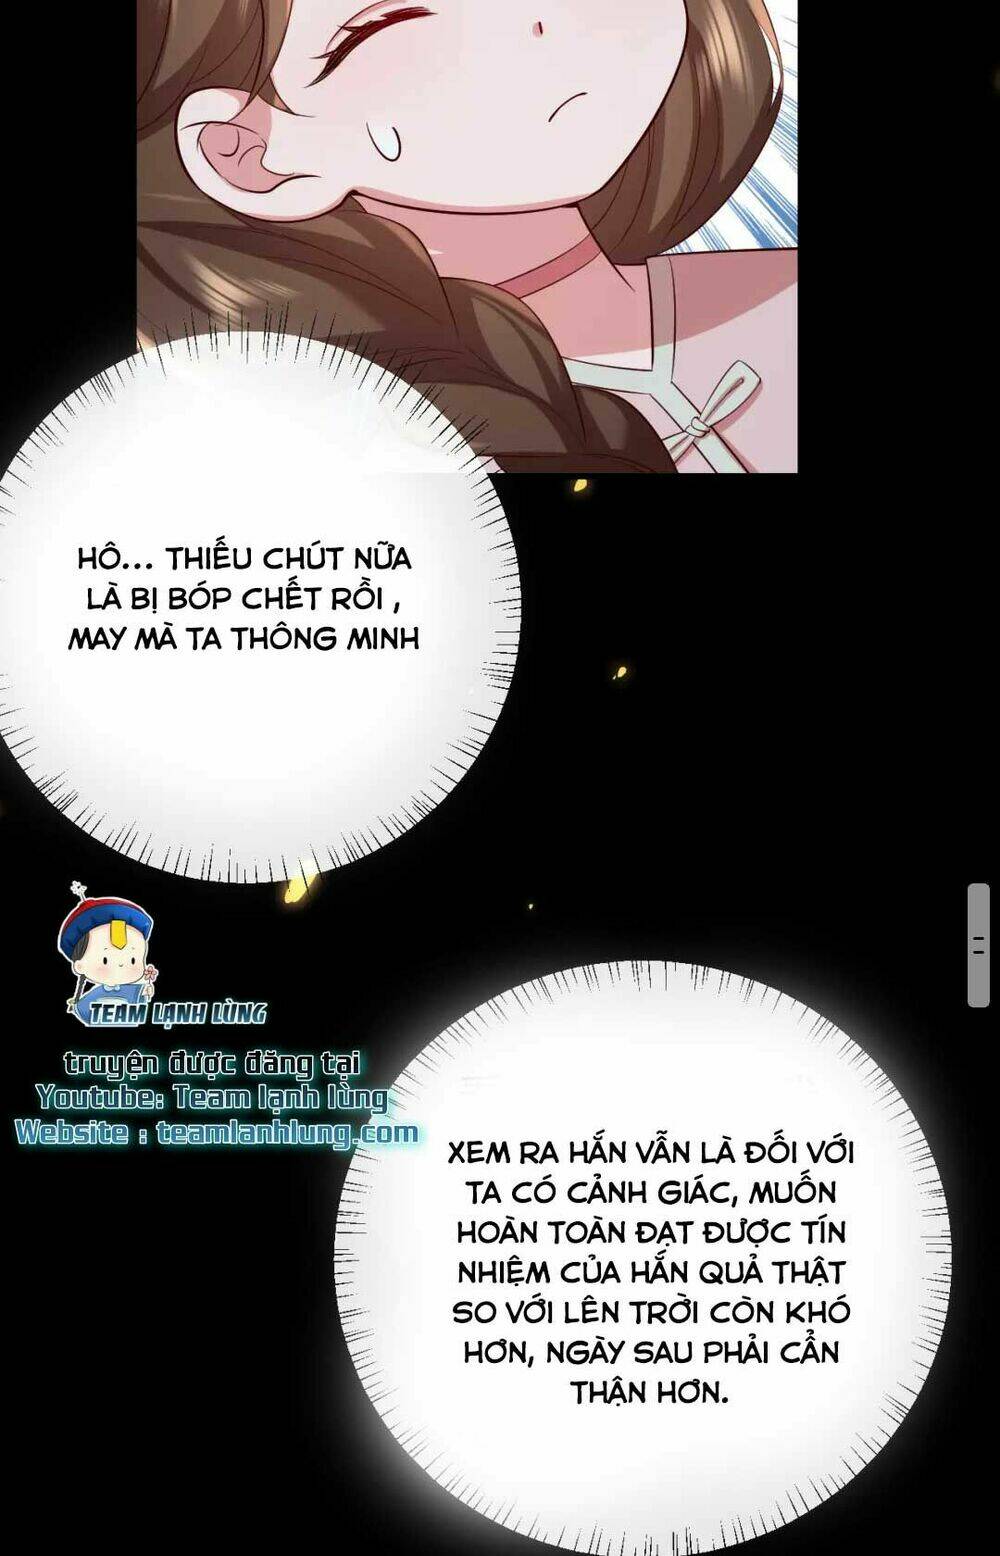 HÔ... THIẾU CHÚT NỮA
LÀ BỊ BÓP CHẾT RỒI ,
MAY MÀ TA THÔNG MINH
TEAM LẠNH LÙNG
truyện được đăng tại
Youtube: Team lạnh lùng
Website : teamlanhlung.com
XEM RA HẮN VẪN LÀ ĐỐI VỚI
TA CÓ CẢNH GIÁC, MUỐN
HOÀN TOÀN ĐẠT ĐƯỢC TÍN
NHIỆM CỦA HẮN QUẢ THẬT
SO VỚI LÊN TRỜI CÒN KHÓ
HƠN, NGÀY SAU PHẢI CẨN
THẬN HƠN.